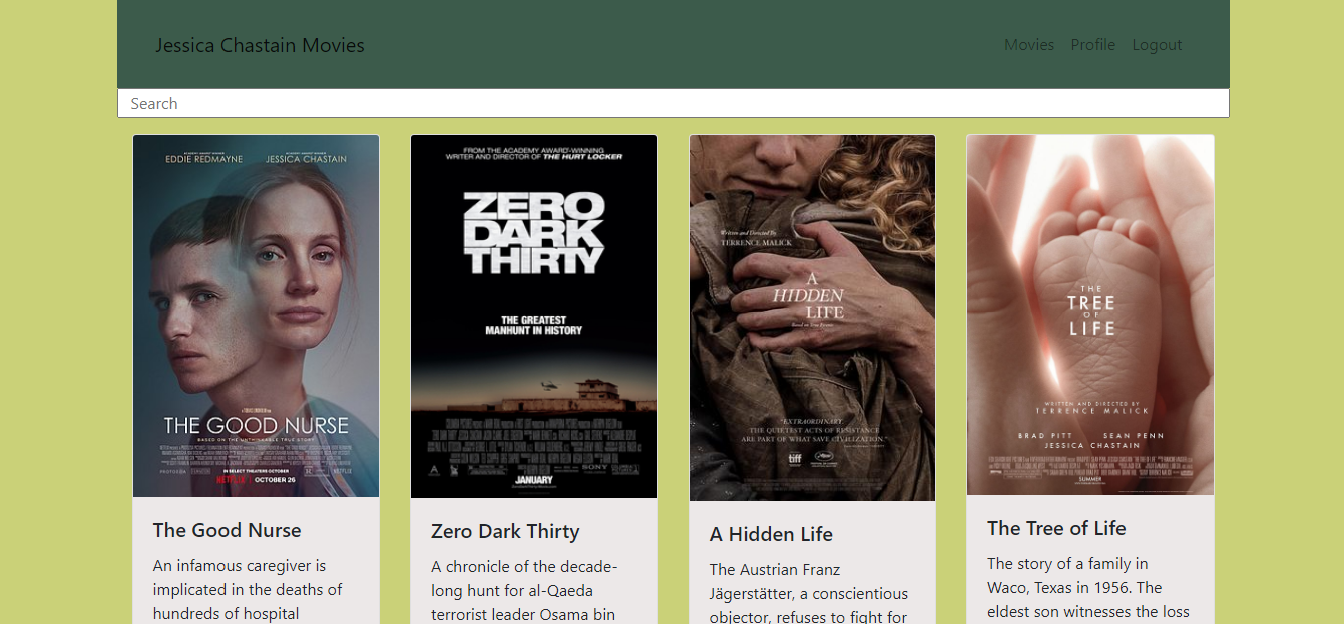 Jessica Chastain Movies
Movies Profile Logout
Search
EDDIE REDMAYNE JESSICA CHASTAIN
THE GOOD NURSE
BASED ON THE UNTHINKABLE TRUE STORY
IN SELECT THEATERS OCTOBER
NETFLIX | OCTOBER 26
The Good Nurse
An infamous caregiver is
implicated in the deaths of
hundreds of hospital
FROM THE ACADEMY AWARD®-WINNING
WRITER AND DIRECTOR OF THE HURT LOCKER
ZERO
DARK
THIRTY
THE GREATEST
MANHUNT IN HISTORY
SONY
JANUARY
Zero Dark Thirty
A chronicle of the decade-
long hunt for al-Qaeda
terrorist leader Osama bin
Written and Directed By
TERRENCE MALICK
A
HIDDEN
LIFE
Based on True Events
"EXTRAORDINARY.
THE QUIETEST ACTS OF RESISTANCE
ARE PART OF WHAT SAVE CIVILIZATION."
tiff
A Hidden Life
The Austrian Franz
Jägerstätter, a conscientious
objector, refuses to fight for
THE
TREE
OF
LIFE
WRITTEN AND DIRECTED BY
TERRENCE MALICK
BRAD PITT SEAN PENN
JESSICA CHASTAIN
SUMMER
The Tree of Life
The story of a family in
Waco, Texas in 1956. The
eldest son witnesses the loss